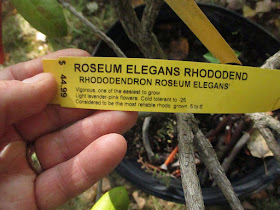 $ 44.99
ROSEUM ELEGANS RHODODEND
RHODODENDRON ROSEUM ELEGANS'
Vigorous, one of the easiest to grow
Light lavender-pink flowers. Cold tolerant to -25
Considered to be the most reliable rhodo. grown. 5 to 6'